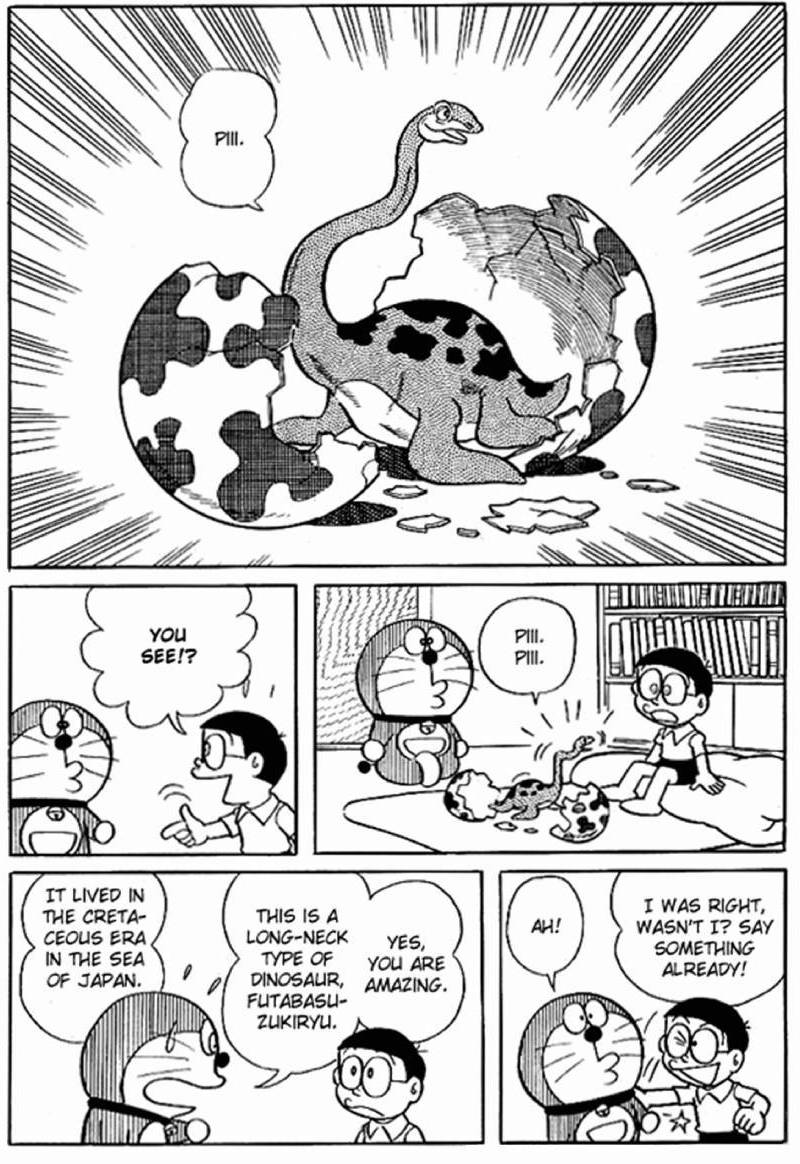 PIII.
PIII.
PIII.
YOU
SEE!?
I WAS RIGHT,
WASN'T I? SAY
SOMETHING
ALREADY!
AH!
YES,
YOU ARE
AMAZING.
THIS IS A
LONG-NECK
TYPE OF
DINOSAUR,
FUTABASU-
ZUKIRYU.
IT LIVED IN
THE CRETA-
CEOUS ERA
IN THE SEA
OF JAPAN.